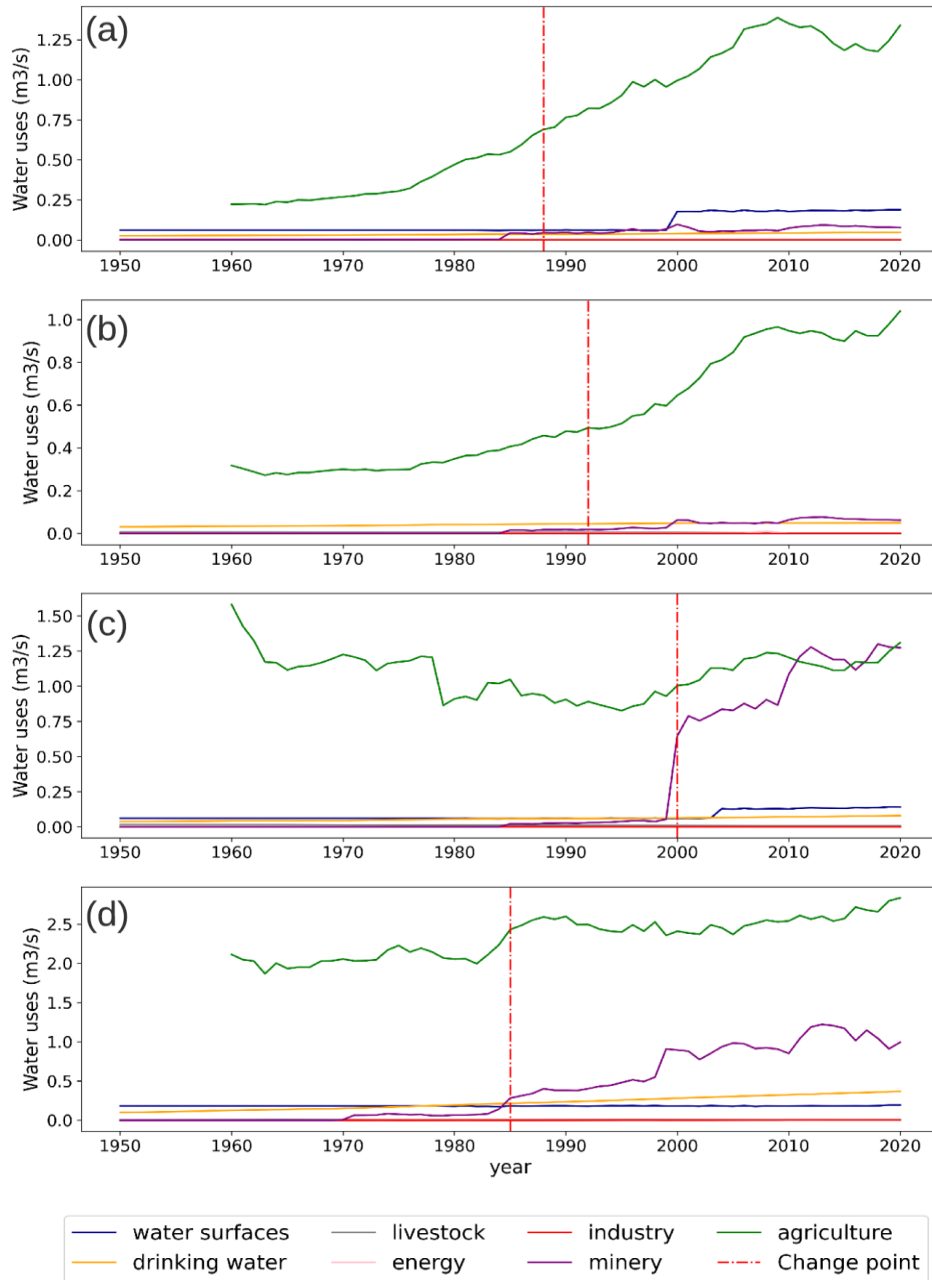 (a)
Water uses (m3/s)
1.25
1.00
0.75
0.50
0.25
0.00
1950 1960 1970 1980 1990 2000 2010 2020
(b)
Water uses (m3/s)
1.0
0.8
0.6
0.4
0.2
0.0
1950 1960 1970 1980 1990 2000 2010 2020
(c)
Water uses (m3/s)
1.50
1.25
1.00
0.75
0.50
0.25
0.00
1950 1960 1970 1980 1990 2000 2010 2020
(d)
Water uses (m3/s)
2.5
2.0
1.5
1.0
0.5
0.0
1950 1960 1970 1980 1990 2000 2010 2020
year
water surfaces livestock industry agriculture
drinking water energy minery Change point